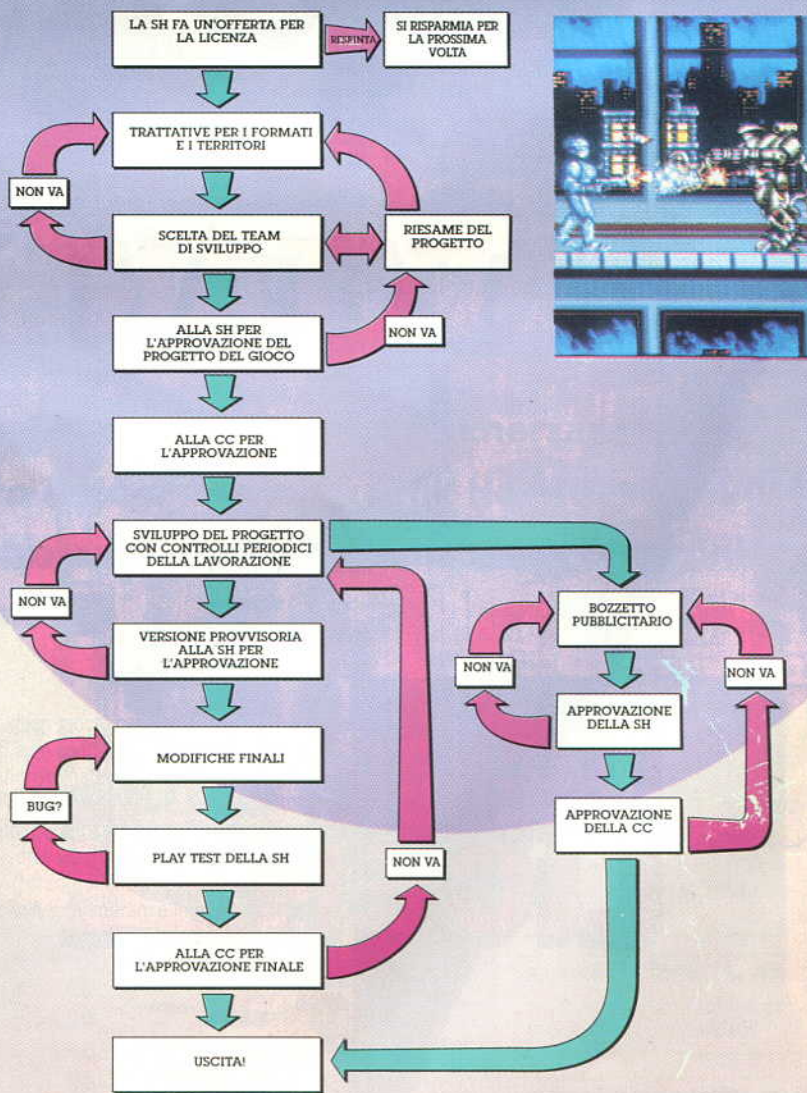 LA SH FA UN'OFFERTA PER
LA LICENZA
RESPINTA
SI RISPARMIA PER
LA PROSSIMA
VOLTA
TRATTATIVE PER I FORMATI
E I TERRITORI
NON VA
SCELTA DEL TEAM
DI SVILUPPO
RIESAME DEL
PROGETTO
ALLA SH PER
L'APPROVAZIONE DEL
PROGETTO DEL GIOCO
NON VA
ALLA CC PER
L'APPROVAZIONE
SVILUPPO DEL PROGETTO
CON CONTROLLI PERIODICI
DELLA LAVORAZIONE
NON VA
VERSIONE PROVVISORIA
ALLA SH PER
L'APPROVAZIONE
MODIFICHE FINALI
BUG?
PLAY TEST DELLA SH
NON VA
ALLA CC PER
L'APPROVAZIONE FINALE
USCITA!
BOZZETTO
PUBBLICITARIO
NON VA
NON VA
APPROVAZIONE
DELLA SH
APPROVAZIONE
DELLA CC